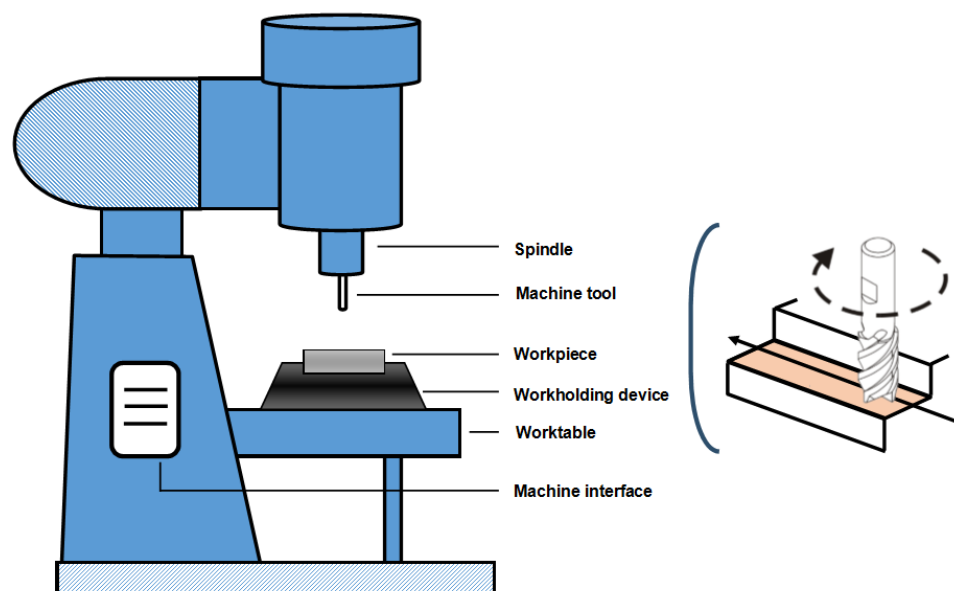 Spindle
Machine tool
Workpiece
Workholding device
Worktable
Machine interface